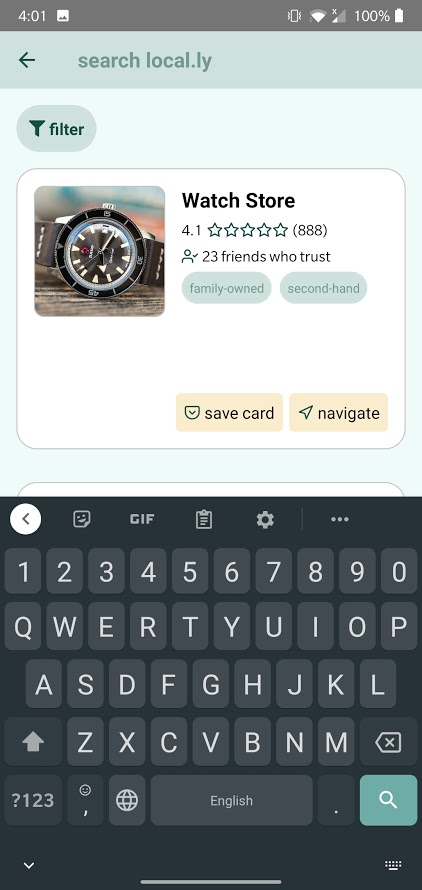 4:01 100%
search local.ly
filter
Watch Store
4.1 (888)
23 friends who trust
family-owned second-hand
save card navigate
GIF
1 2 3 4 5 6 7 8 9 0
Q W E R T Y U I O P
A S D F G H J K L
Z X C V B N M
?123 , English .